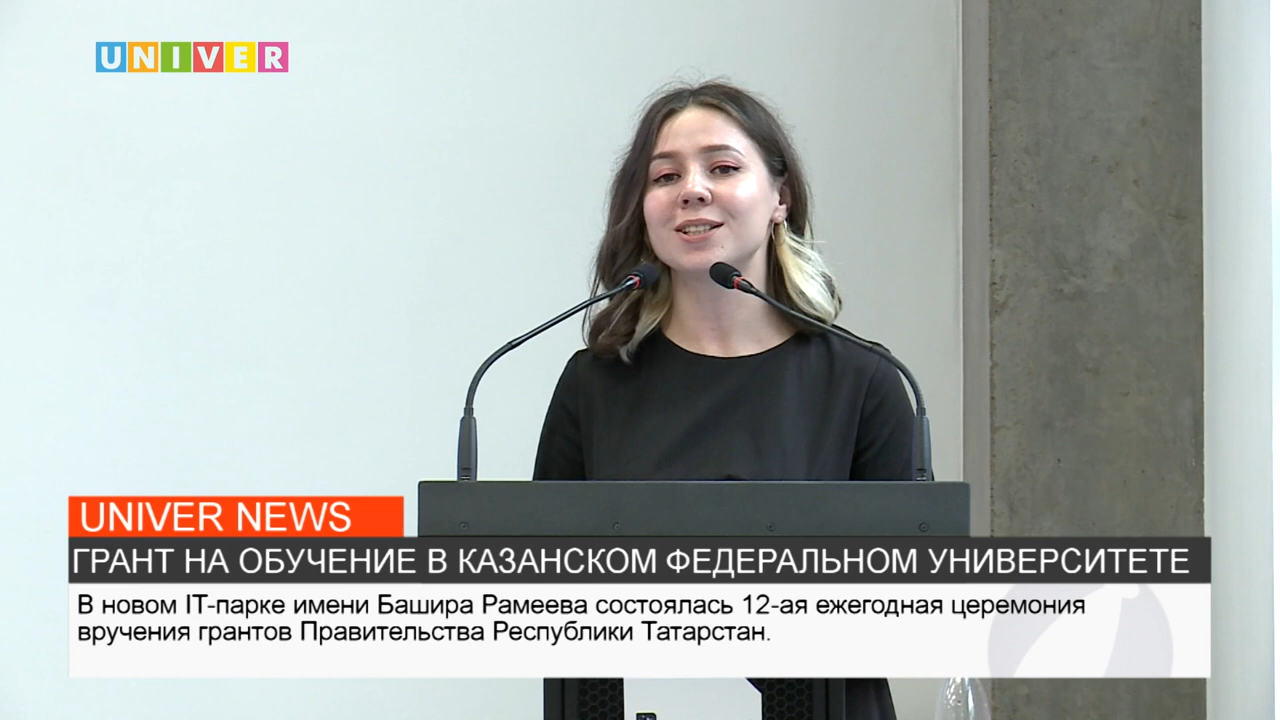 UNIVER
UNIVER NEWS
ГРАНТ НА ОБУЧЕНИЕ В КАЗАНСКОМ ФЕДЕРАЛЬНОМ УНИВЕРСИТЕТЕ
В новом IT-парке имени Башира Рамеева состоялась 12-ая ежегодная церемония
вручения грантов Правительства Республики Татарстан.